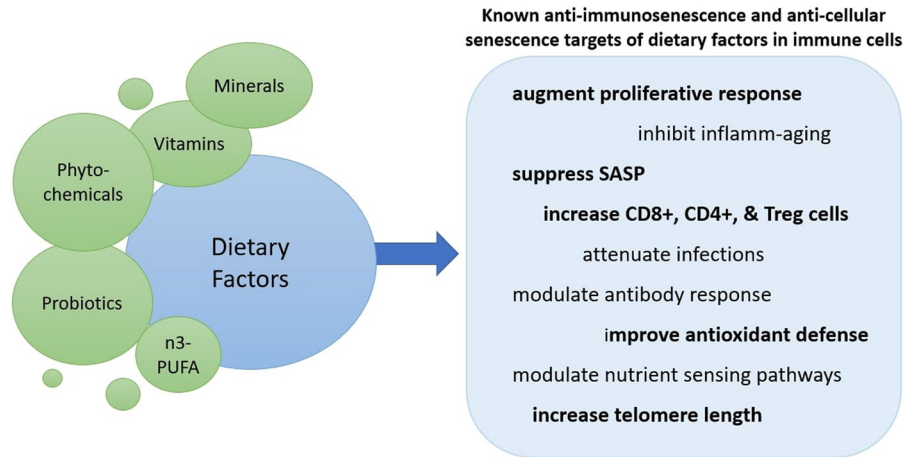 Known anti-immunosenescence and anti-cellular
senescence targets of dietary factors in immune cells
Minerals
Vitamins
Phyto-
chemicals
Dietary
Factors
Probiotics
n3-
PUFA
augment proliferative response
inhibit inflamm-aging
suppress SASP
increase CD8+, CD4+, & Treg cells
attenuate infections
modulate antibody response
improve antioxidant defense
modulate nutrient sensing pathways
increase telomere length